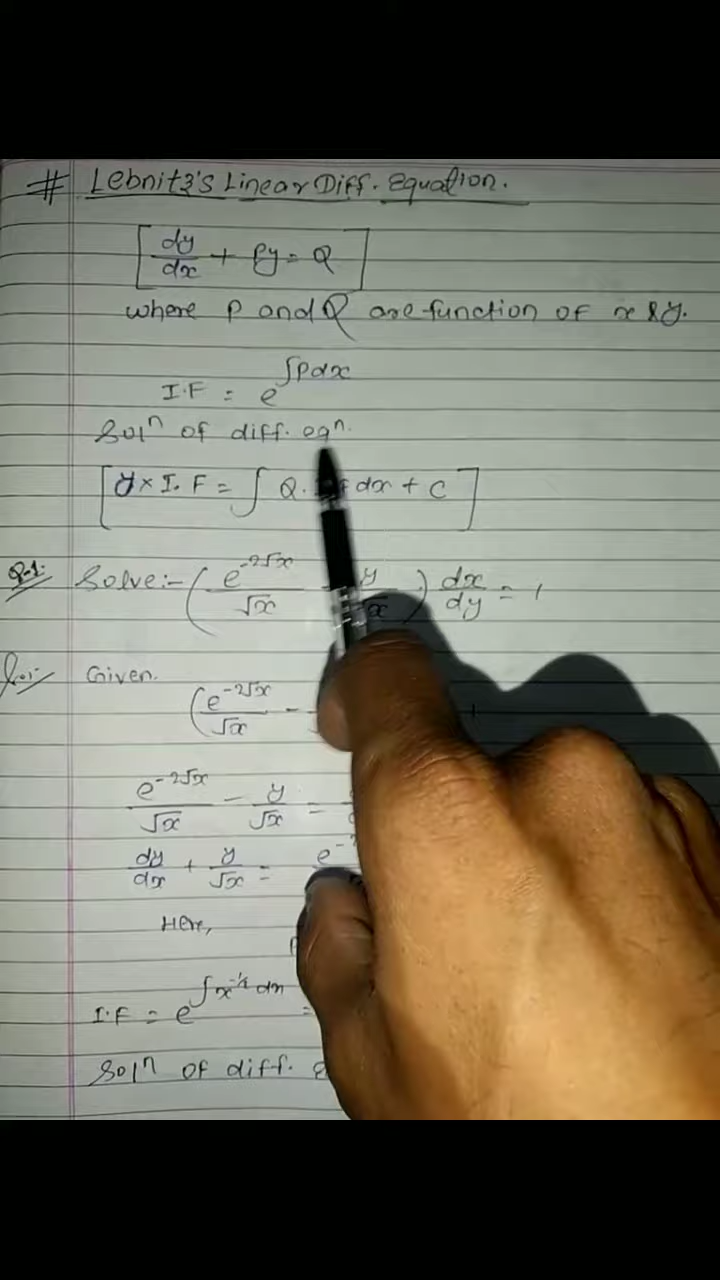 # Lebnitz's Linear Diff. Equation.
[dy/dx + Py = Q]
where P and Q are function of x & y.
I.F = e^∫Pdx
Solⁿ of diff. eqⁿ.
[y × I.F = ∫ Q. dx + C]
Q-1: Solve:- (e^-2√x/√x y/√x) dx/dy = 1
Sol:- Given.
(e^-2√x/√x -
e^-2√x/√x - y/√x =
dy/dx + y/√x = e^-
Here,
I.F = e^∫x^-½ dx =
Solⁿ of diff.